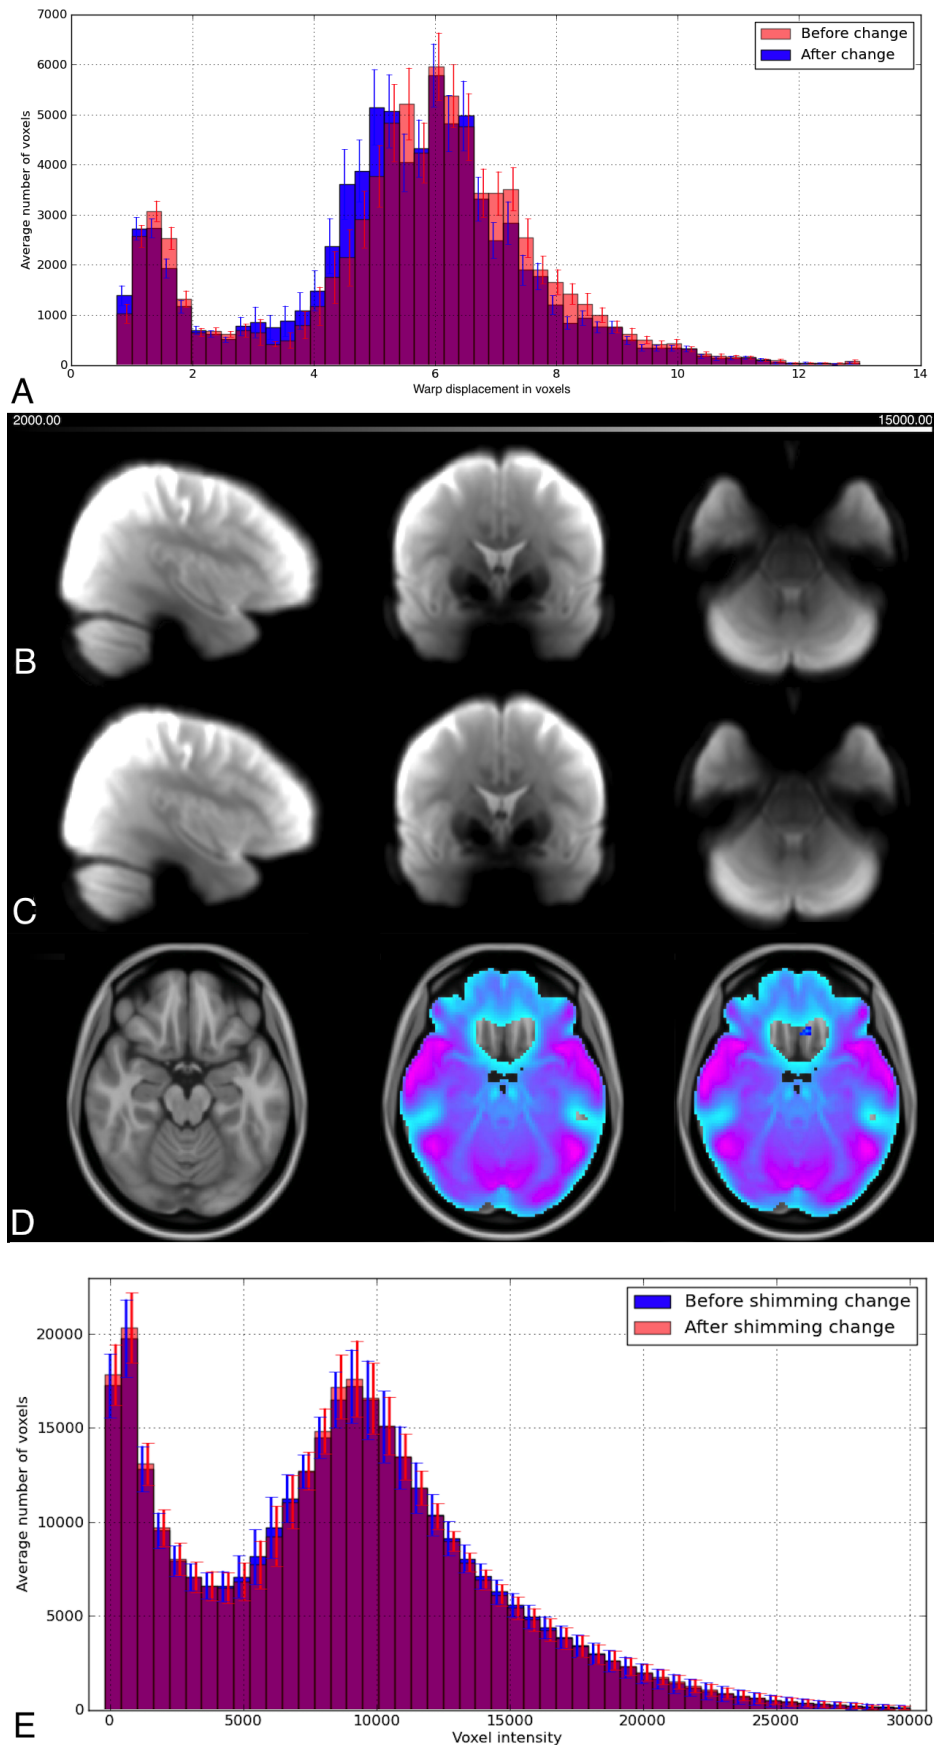 7000
6000
5000
4000
3000
2000
1000
0
Average number of voxels
Before change
After change
0 2 4 6 8 10 12 14
Warp displacement in voxels
A
2000.00 15000.00
B
C
D
20000
15000
10000
5000
0
Average number of voxels
Before shimming change
After shimming change
0 5000 10000 15000 20000 25000 30000
Voxel intensity
E